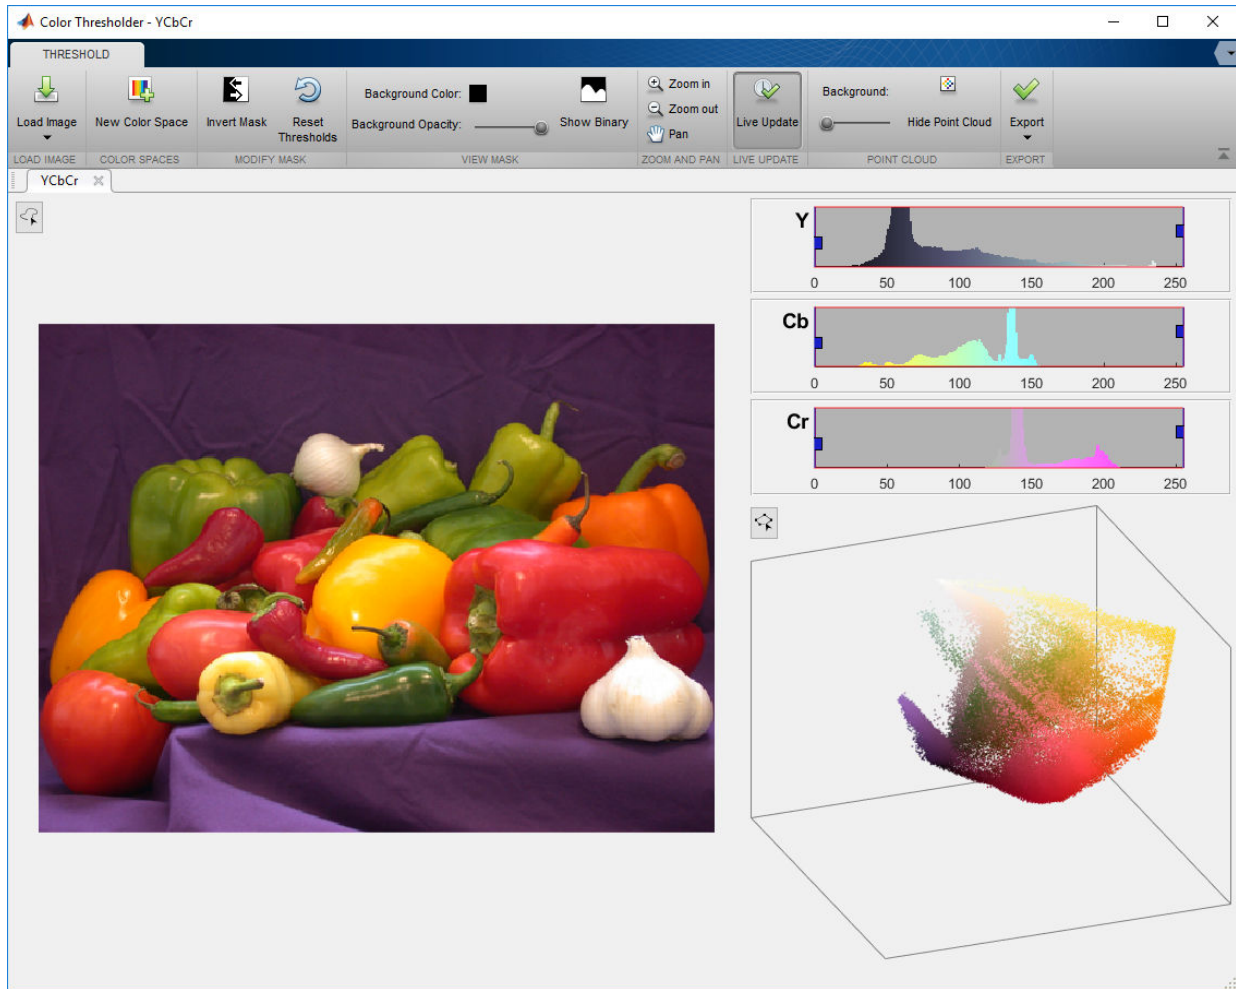 Color Thresholder - YCbCr
THRESHOLD
Load Image
New Color Space
Invert Mask
Reset Thresholds
Background Color:
Background Opacity:
Show Binary
Zoom in
Zoom out
Pan
Live Update
Background:
Hide Point Cloud
Export
LOAD IMAGE
COLOR SPACES
MODIFY MASK
VIEW MASK
ZOOM AND PAN
LIVE UPDATE
POINT CLOUD
EXPORT
YCbCr
Y
0 50 100 150 200 250
Cb
0 50 100 150 200 250
Cr
0 50 100 150 200 250